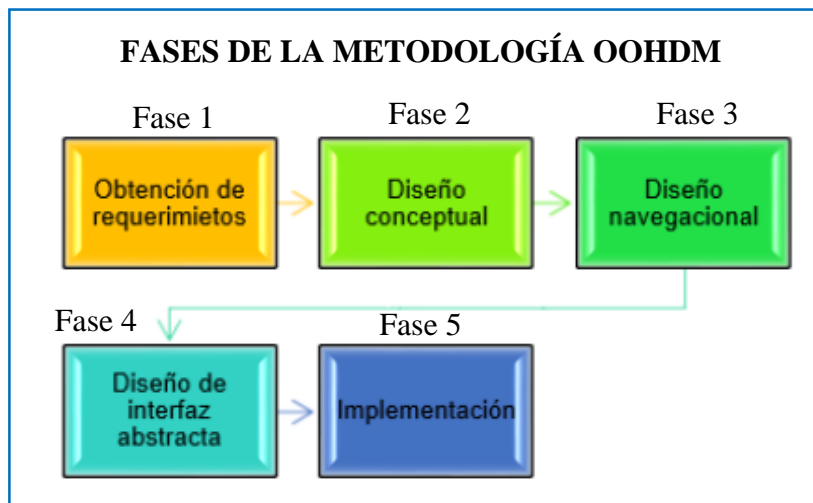 FASES DE LA METODOLOGÍA OOHDM
Fase 1
Fase 2
Fase 3
Obtención de
requerimietos
Diseño
conceptual
Diseño
navegacional
Fase 4
Fase 5
Diseño de
interfaz
abstracta
Implementación